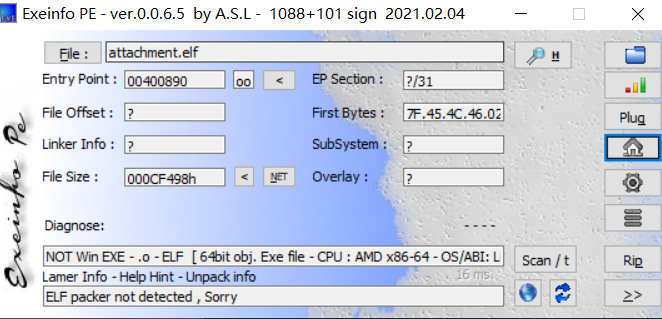 Exeinfo PE - ver.0.0.6.5 by A.S.L - 1088+101 sign 2021.02.04
Exeinfo Pe
File : attachment.elf H
Entry Point : 00400890 oo < EP Section : ?/31
File Offset : ? First Bytes : 7F.45.4C.46.02 Plug
Linker Info : ? SubSystem : ?
File Size : 000CF498h < NET Overlay : ?
Diagnose: ----
NOT Win EXE - .o - ELF [ 64bit obj. Exe file - CPU : AMD x86-64 - OS/ABI: L Scan / t Rip
Lamer Info - Help Hint - Unpack info 16 ms.
ELF packer not detected , Sorry >>